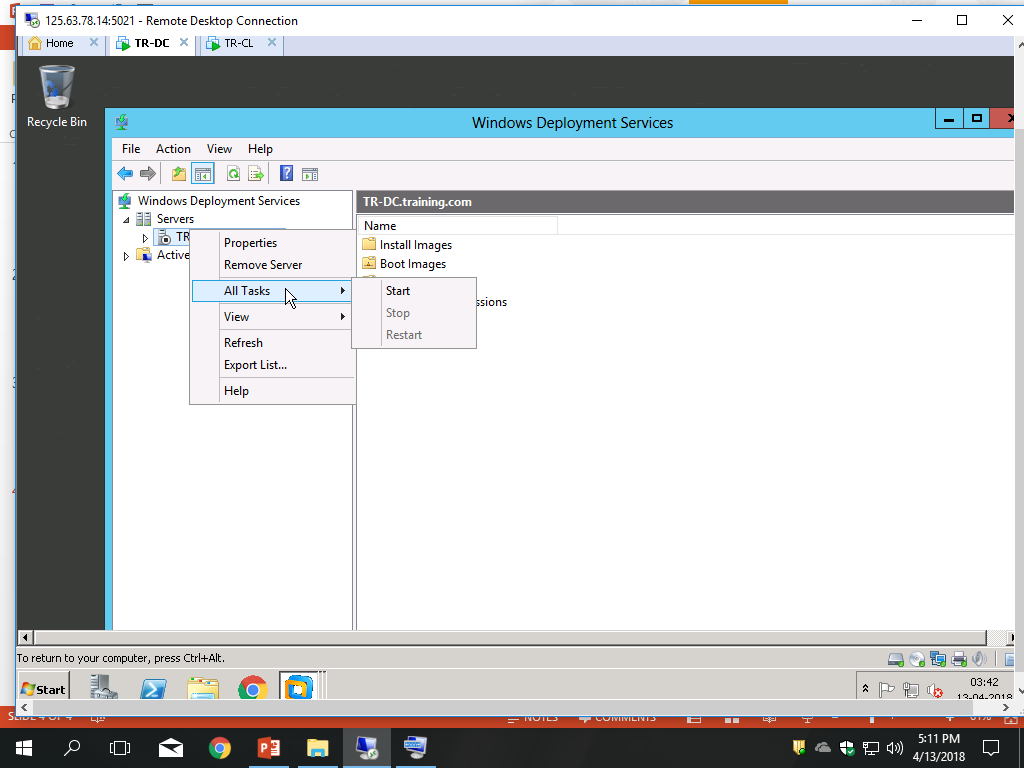 125.63.78.14:5021 - Remote Desktop Connection
Home
TR-DC
TR-CL
Recycle Bin
Windows Deployment Services
File Action View Help
Windows Deployment Services
Servers
TR
Active
TR-DC.training.com
Name
Install Images
Boot Images
ssions
Properties
Remove Server
All Tasks
View
Refresh
Export List...
Help
Start
Stop
Restart
To return to your computer, press Ctrl+Alt.
Start
03:42
13-04-2018
SLIDE 4 OF 4
NOTES
COMMENTS
81%
5:11 PM
4/13/2018